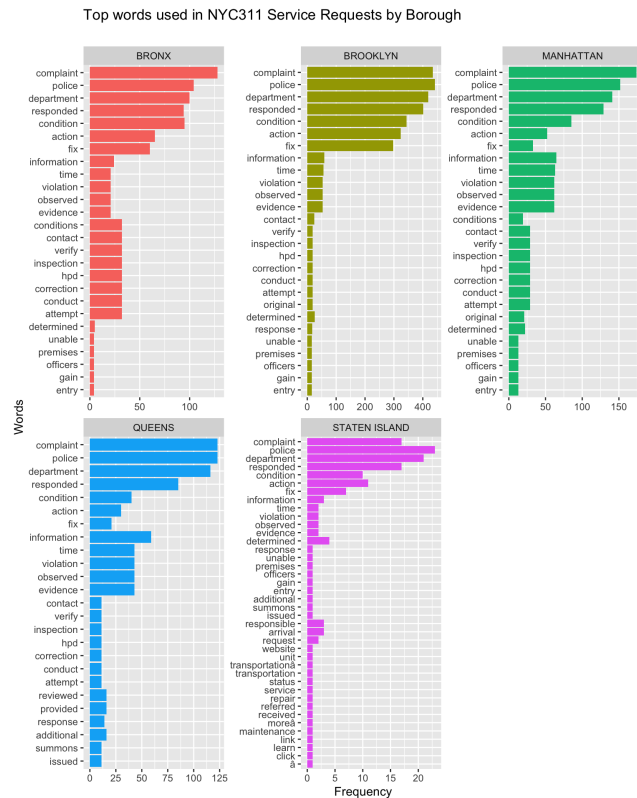 Top words used in NYC311 Service Requests by Borough
BRONX
complaint
police
department
responded
condition
action
fix
information
time
violation
observed
evidence
conditions
contact
verify
inspection
hpd
correction
conduct
attempt
determined
unable
premises
officers
gain
entry
0 50 100
BROOKLYN
complaint
police
department
responded
condition
action
fix
information
time
violation
observed
evidence
contact
verify
inspection
hpd
correction
conduct
attempt
original
determined
response
unable
premises
officers
gain
entry
0 100 200 300 400
MANHATTAN
complaint
police
department
responded
condition
action
fix
information
time
violation
observed
evidence
conditions
contact
verify
inspection
hpd
correction
conduct
attempt
original
determined
unable
premises
officers
gain
entry
0 50 100 150
Words
QUEENS
complaint
police
department
responded
condition
action
fix
information
time
violation
observed
evidence
contact
verify
inspection
hpd
correction
conduct
attempt
reviewed
provided
response
additional
summons
issued
0 25 50 75 100 125
STATEN ISLAND
complaint
police
department
responded
condition
action
fix
information
time
violation
observed
evidence
determined
response
unable
premises
officers
gain
entry
additional
summons
issued
responsible
arrival
request
website
unit
transportationâ
transportation
status
service
repair
referred
received
moreâ
maintenance
link
learn
click
â
0 5 10 15 20
Frequency